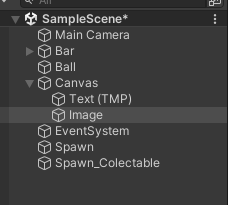 All
SampleScene*
Main Camera
Bar
Ball
Canvas
Text (TMP)
Image
EventSystem
Spawn
Spawn_Colectable